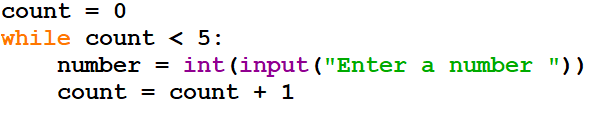 count = 0
while count < 5:
    number = int(input("Enter a number "))
    count = count + 1